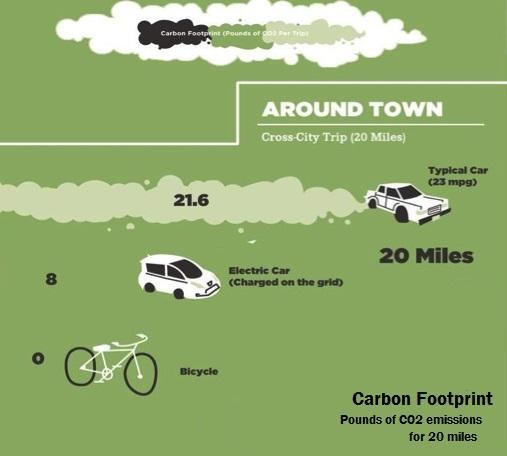 Carbon Footprint (Pounds of CO2 Per Trip)
AROUND TOWN
Cross-City Trip (20 Miles)
Typical Car
(23 mpg)
21.6
20 Miles
Electric Car
(Charged on the grid)
8
0
Bicycle
Carbon Footprint
Pounds of CO2 emissions
for 20 miles